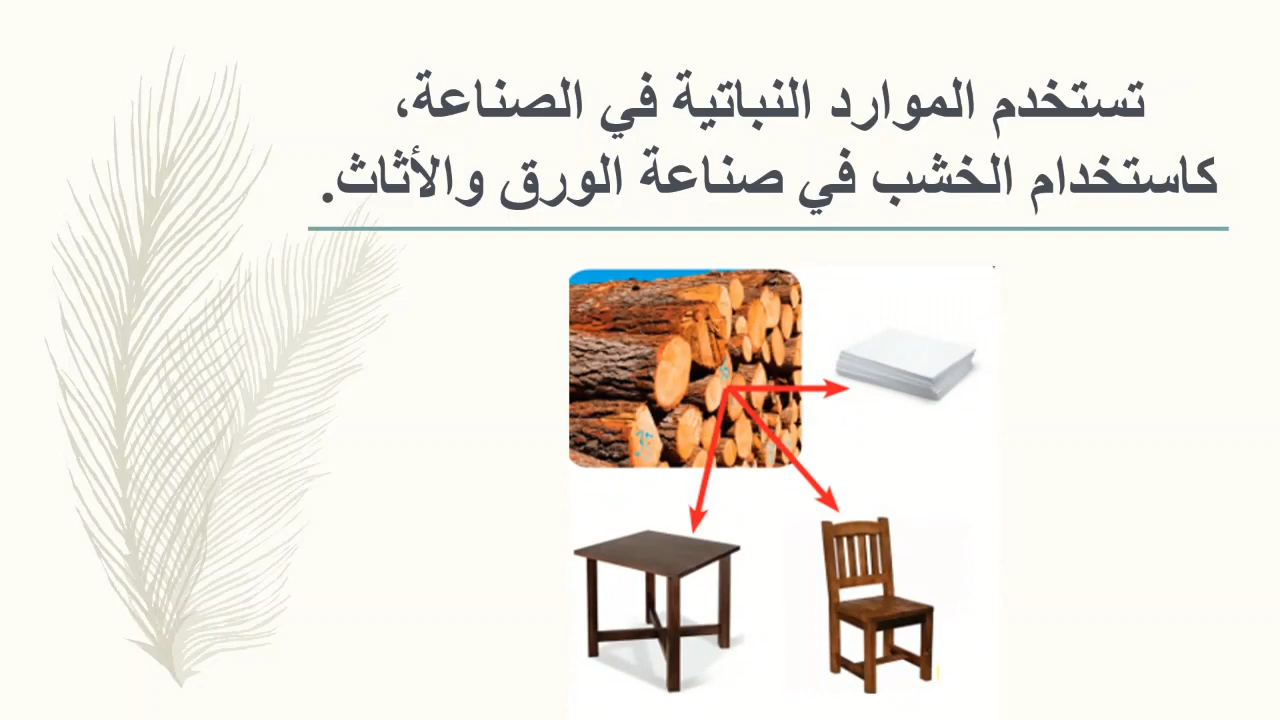 تستخدم الموارد النباتية في الصناعة،
كاستخدام الخشب في صناعة الورق والأثاث.